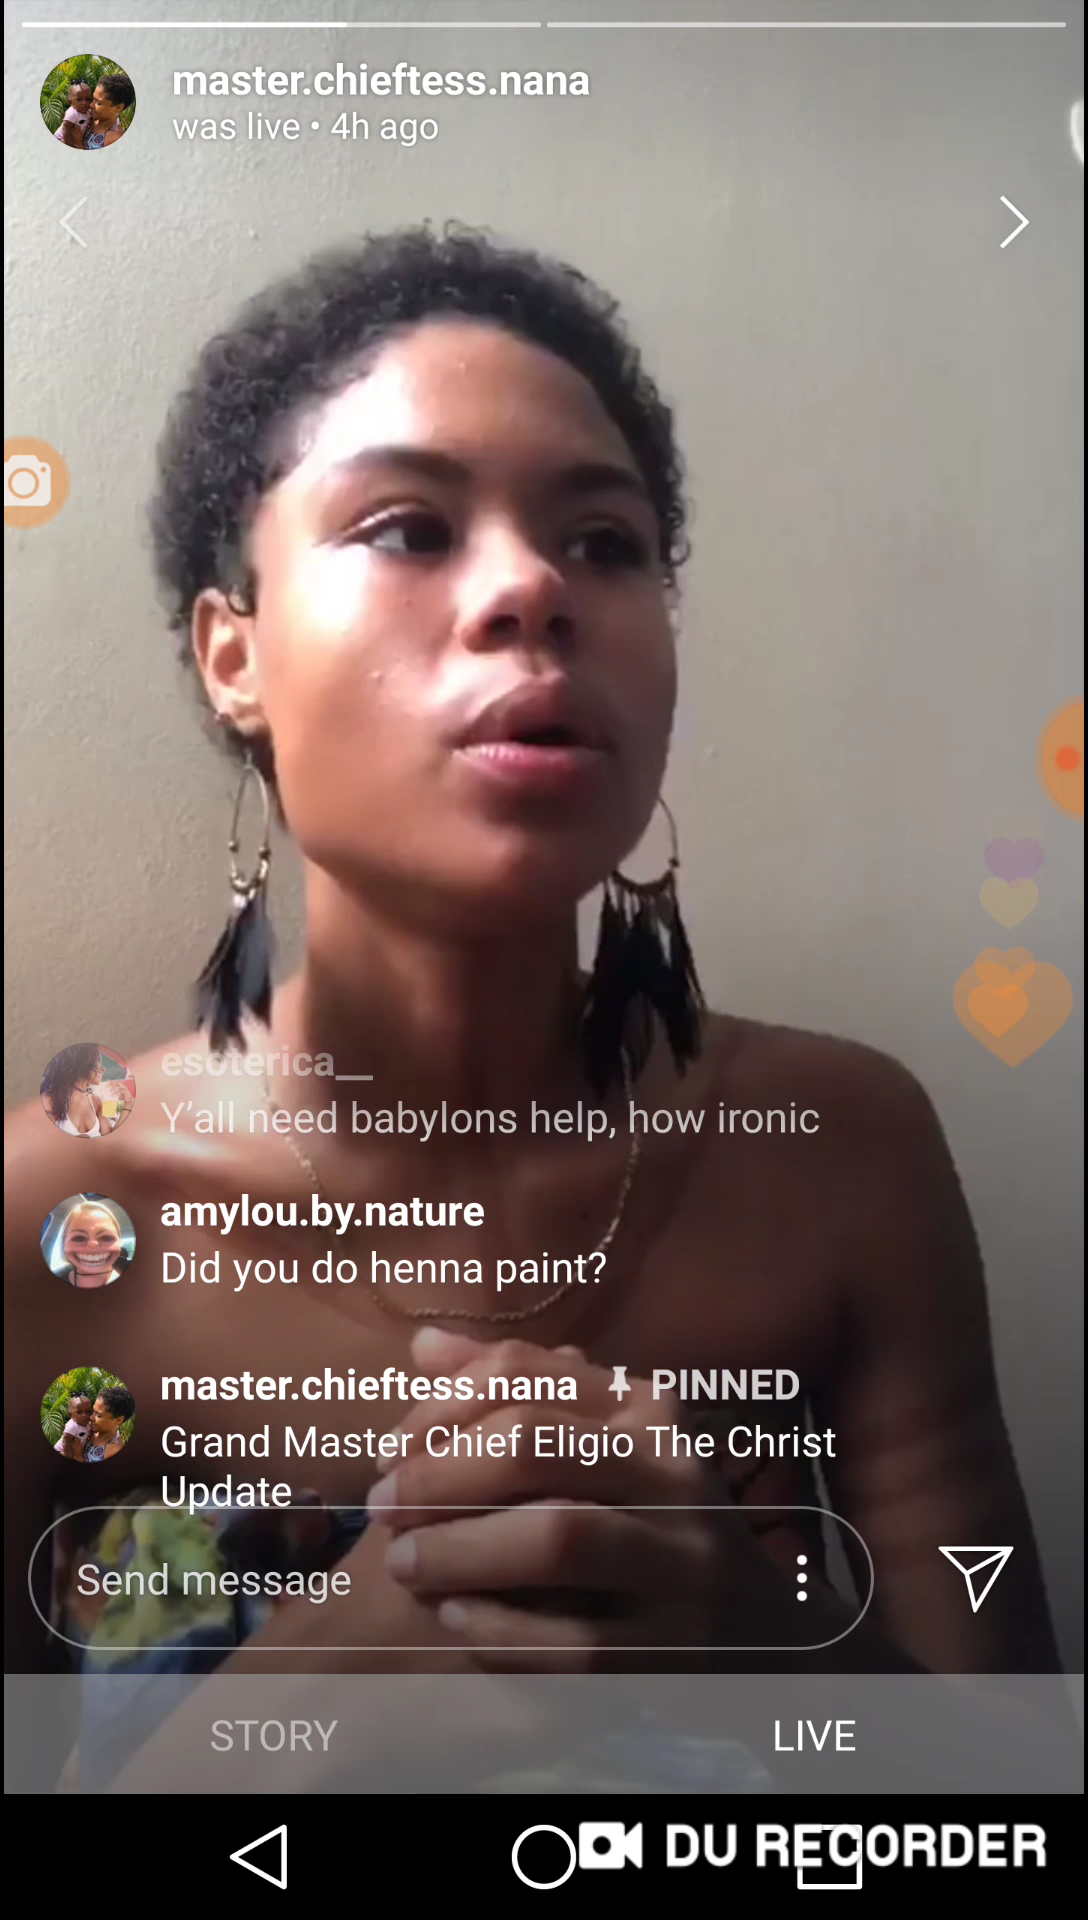 master.chieftess.nana
was live • 4h ago
esoterica__
Y'all need babylons help, how ironic
amylou.by.nature
Did you do henna paint?
master.chieftess.nana PINNED
Grand Master Chief Eligio The Christ
Update
Send message
STORY LIVE
DU RECORDER